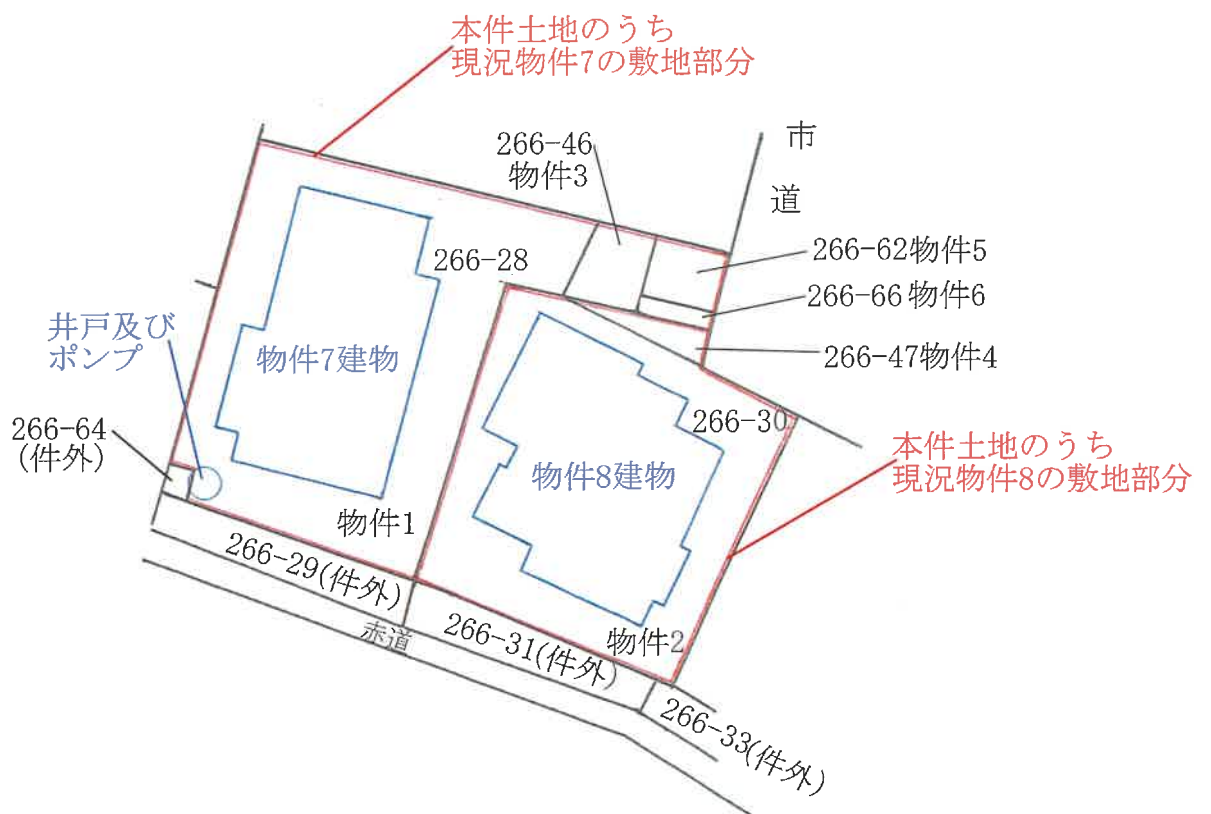 本件土地のうち
現況物件7の敷地部分
市
道
266-46
物件3
266-62物件5
266-28
266-66 物件6
井戸及び
ポンプ
物件7建物
266-47物件4
266-30
266-64
(件外)
本件土地のうち
現況物件8の敷地部分
物件8建物
物件1
266-29(件外)
赤道
266-31(件外)
物件2
266-33(件外)